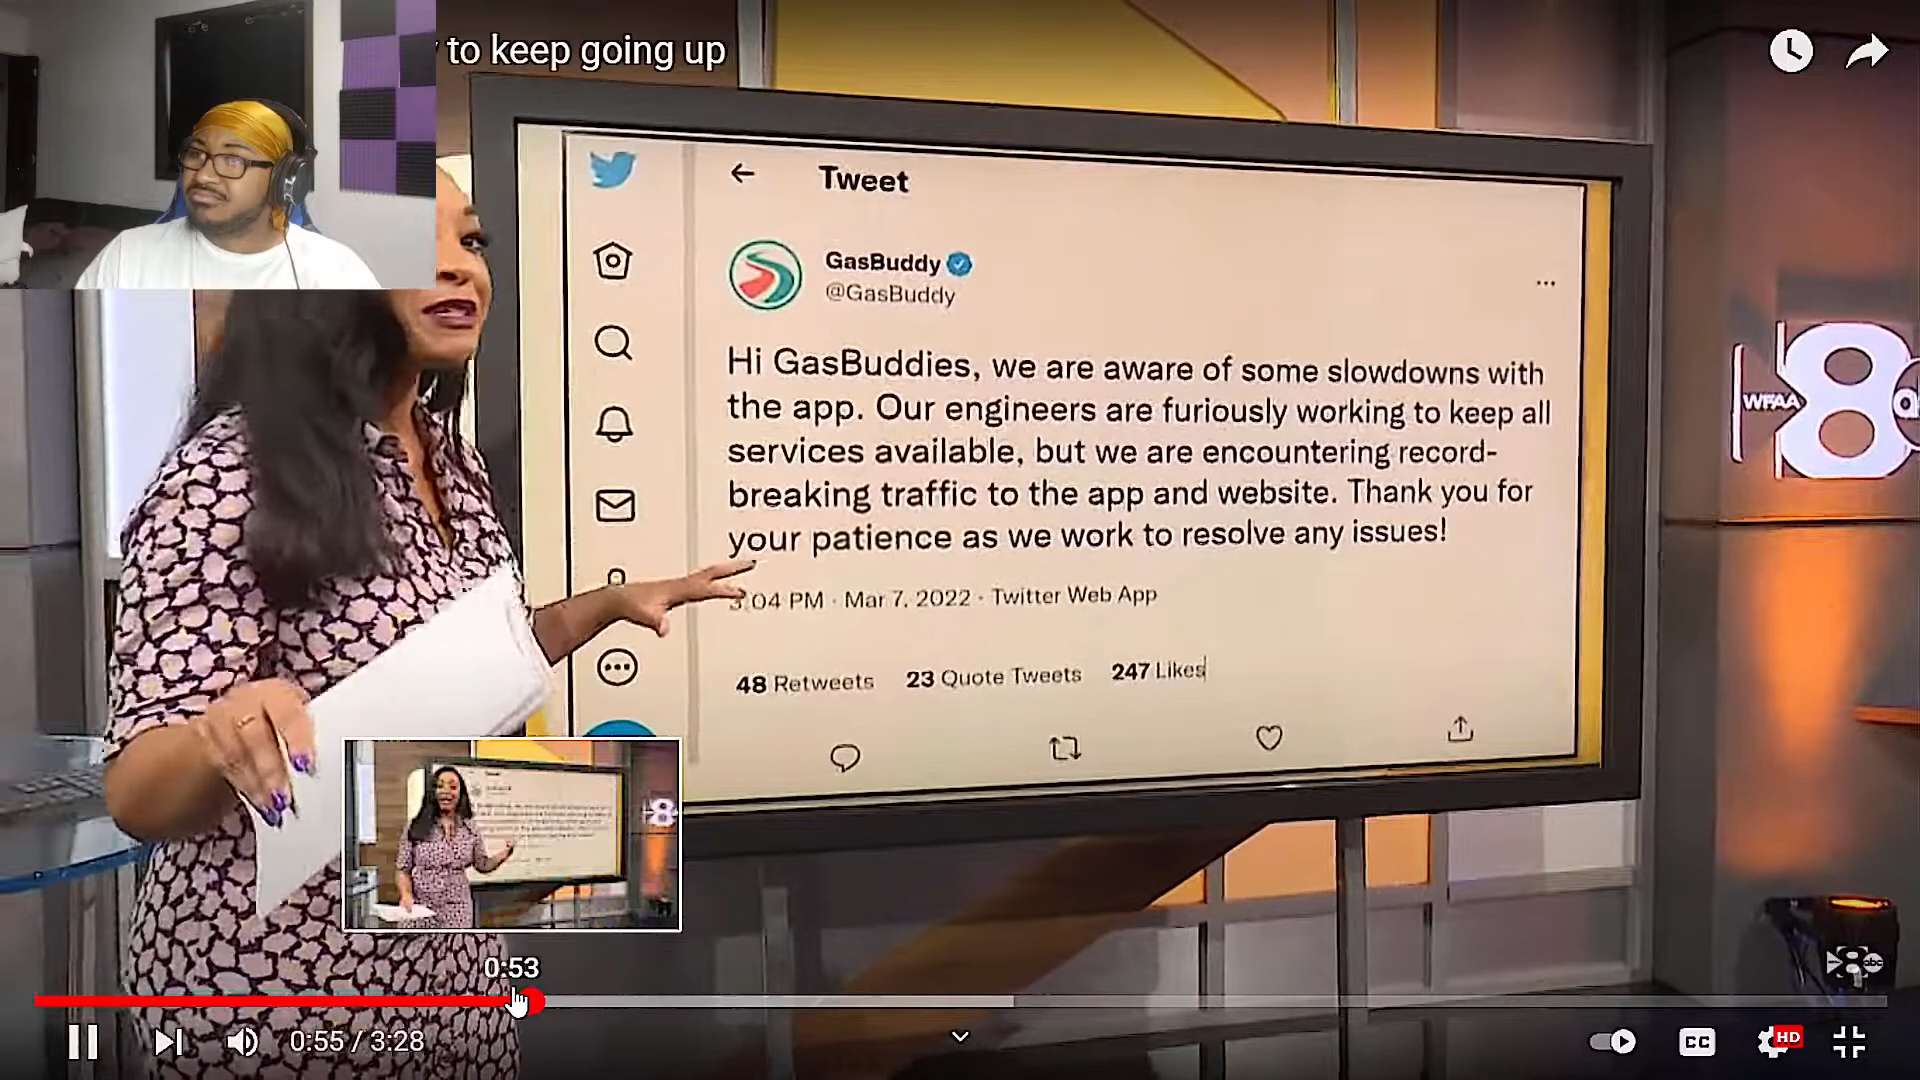 to keep going up
Tweet
GasBuddy
@GasBuddy
Hi GasBuddies, we are aware of some slowdowns with
the app. Our engineers are furiously working to keep all
services available, but we are encountering record-
breaking traffic to the app and website. Thank you for
your patience as we work to resolve any issues!
3:04 PM · Mar 7, 2022 · Twitter Web App
48 Retweets 23 Quote Tweets 247 Likes
WFAA 8 a
8 abc
0:53
0:55 / 3:28
CC
HD